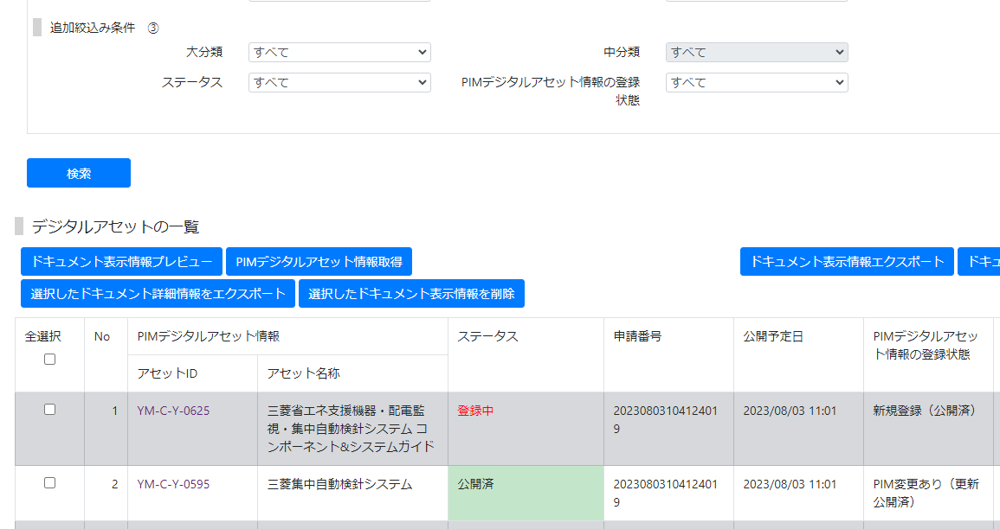 追加絞込み条件 ③
大分類 すべて 中分類 すべて
ステータス すべて PIMデジタルアセット情報の登録
状態 すべて
検索
デジタルアセットの一覧
ドキュメント表示情報プレビュー PIMデジタルアセット情報取得 ドキュメント表示情報エクスポート ドキュ
選択したドキュメント詳細情報をエクスポート 選択したドキュメント表示情報を削除
全選択 No PIMデジタルアセット情報 ステータス 申請番号 公開予定日 PIMデジタルアセッ
ト情報の登録状態
アセットID アセット名称
1 YM-C-Y-0625 三菱省エネ支援機器・配電監
視・集中自動検針システム コ
ンポーネント&システムガイド 登録中 2023080310412401
9 2023/08/03 11:01 新規登録（公開済）
2 YM-C-Y-0595 三菱集中自動検針システム 公開済 2023080310412401
9 2023/08/03 11:01 PIM変更あり（更新
公開済）